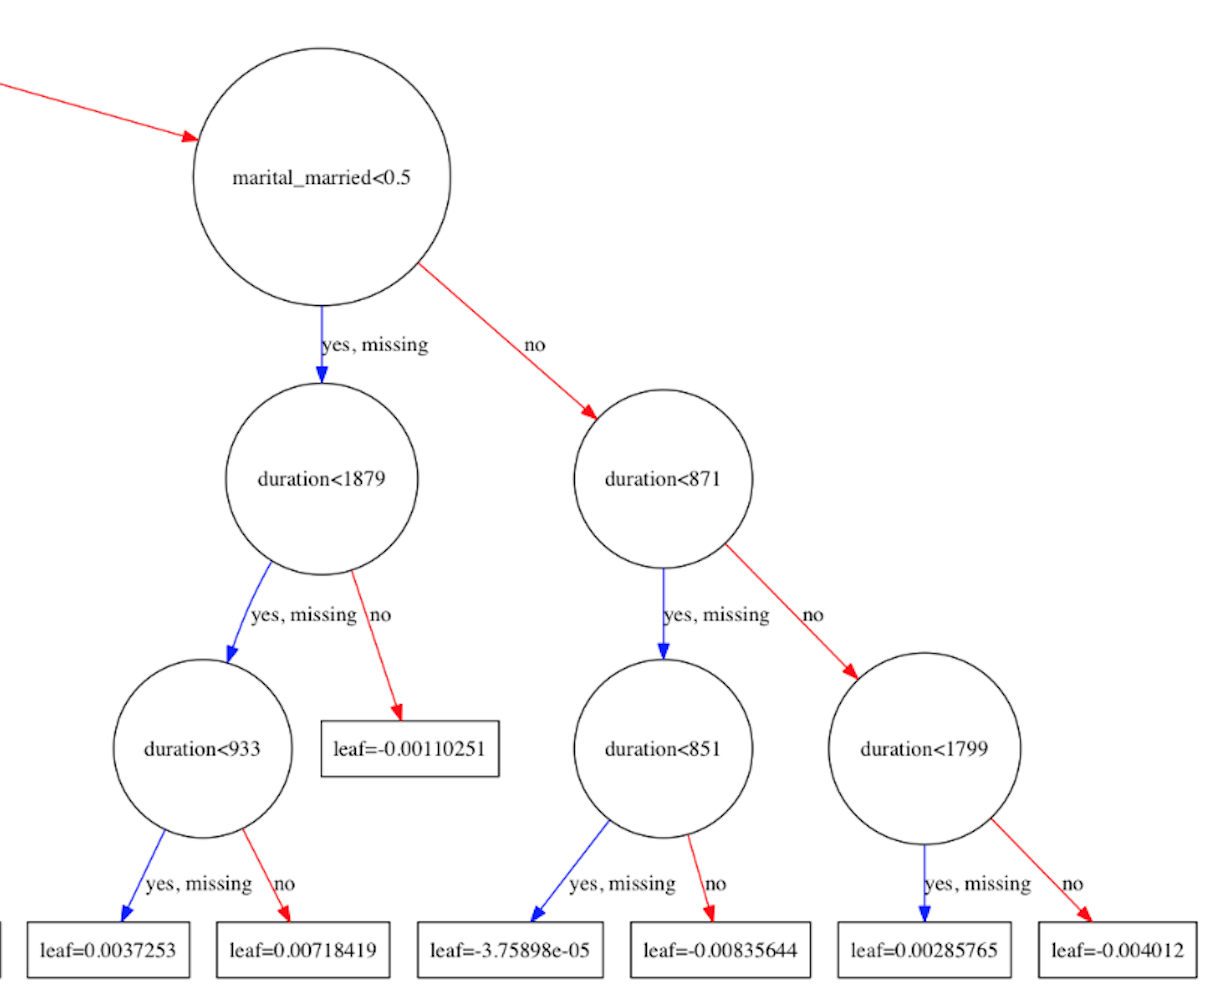 marital_married<0.5
yes, missing
no
duration<1879
duration<871
yes, missing
no
yes, missing
no
duration<933
leaf=-0.00110251
duration<851
duration<1799
yes, missing
no
yes, missing
no
yes, missing
no
leaf=0.0037253
leaf=0.00718419
leaf=-3.75898e-05
leaf=-0.00835644
leaf=0.00285765
leaf=-0.004012